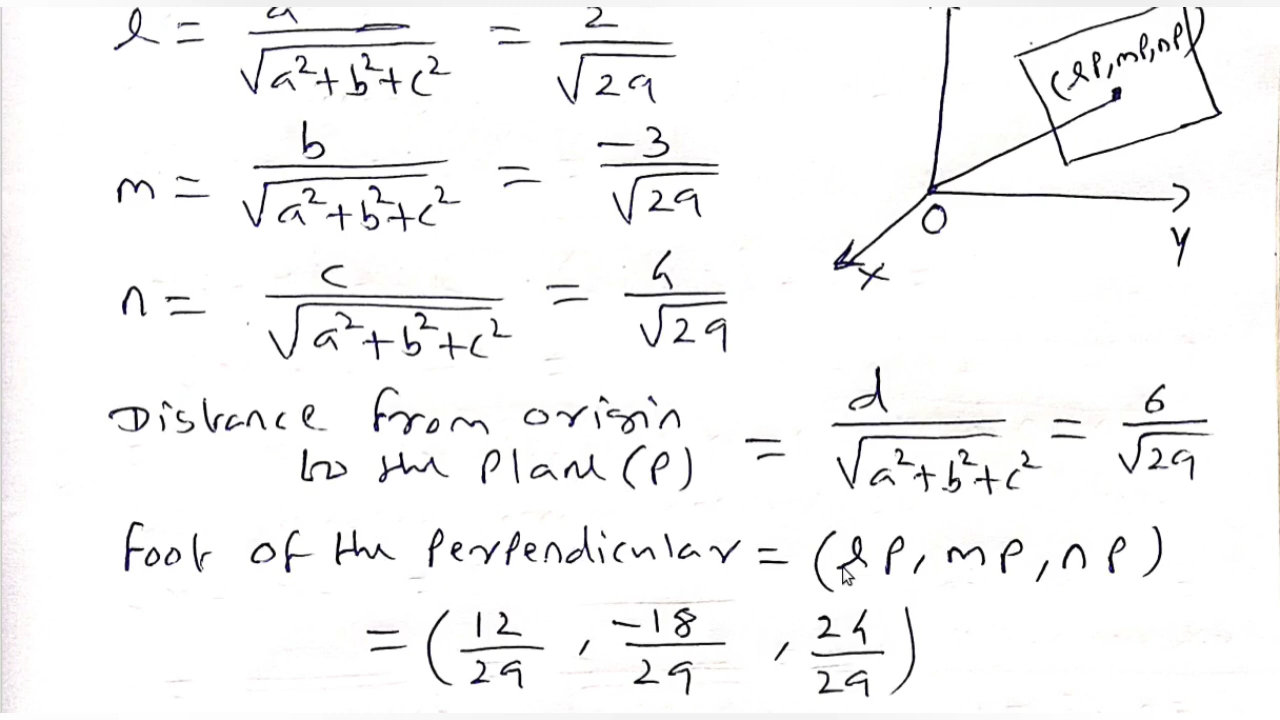 l = a / √(a²+b²+c²) = 2 / √29
(lp, mp, np)
m = b / √(a²+b²+c²) = -3 / √29
O
Y
X
n = c / √(a²+b²+c²) = 4 / √29
Distance from origin
to the plane (P) = d / √(a²+b²+c²) = 6 / √29
Foot of the perpendicular = (lp, mp, np)
= (12/29, -18/29, 24/29)